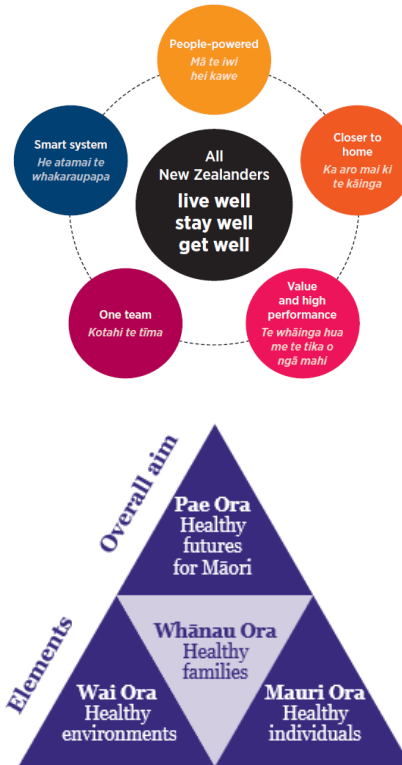 People-powered
Mā te iwi
hei kawe
Smart system
He atamai te
whakaraupapa
All
New Zealanders
live well
stay well
get well
Closer to
home
Ka aro mai ki
te kāinga
One team
Kotahi te tīma
Value
and high
performance
Te whāinga hua
me te tika o
ngā mahi
Overall aim
Pae Ora
Healthy
futures
for Māori
Elements
Whānau Ora
Healthy
families
Wai Ora
Healthy
environments
Mauri Ora
Healthy
individuals